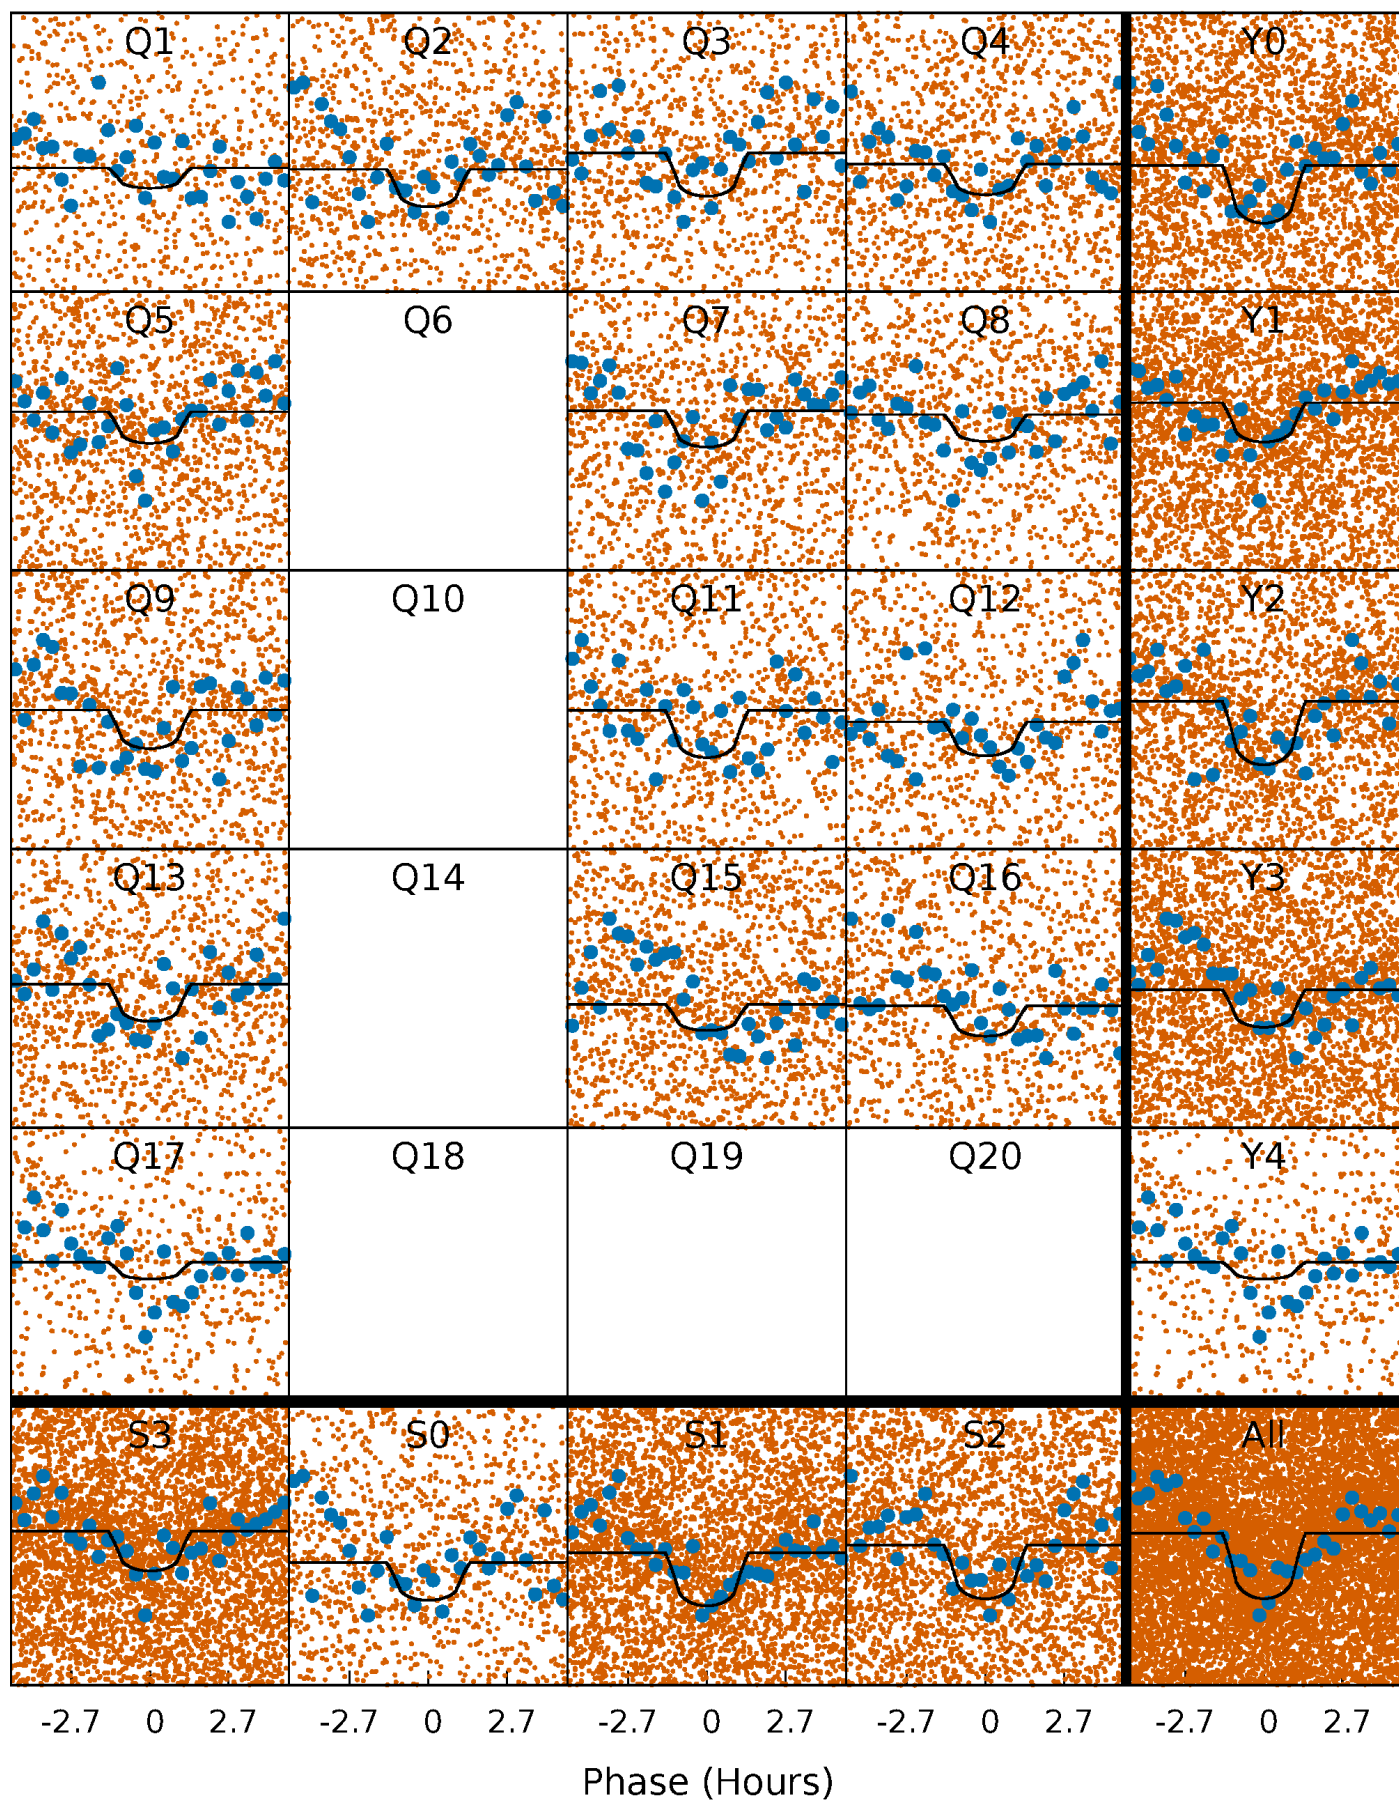 Q1 Q2 Q3 Q4 Y0
Q5 Q6 Q7 Q8 Y1
Q9 Q10 Q11 Q12 Y2
Q13 Q14 Q15 Q16 Y3
Q17 Q18 Q19 Q20 Y4
S3 S0 S1 S2 All
-2.7 0 2.7 -2.7 0 2.7 -2.7 0 2.7 -2.7 0 2.7 -2.7 0 2.7
Phase (Hours)